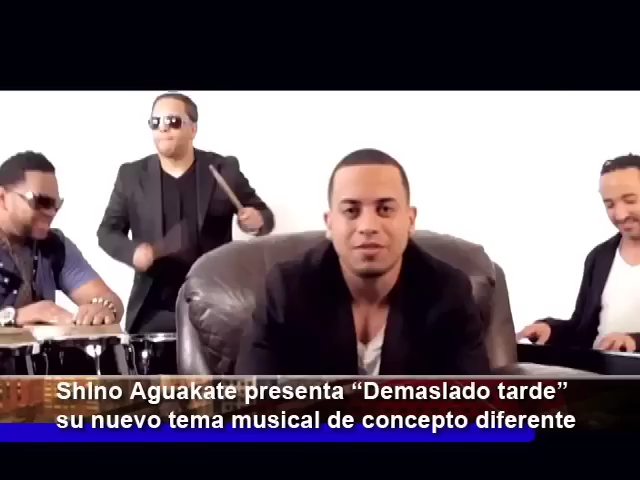 ShIno Aguakate presenta “DemasIado tarde”
su nuevo tema musical de concepto diferente